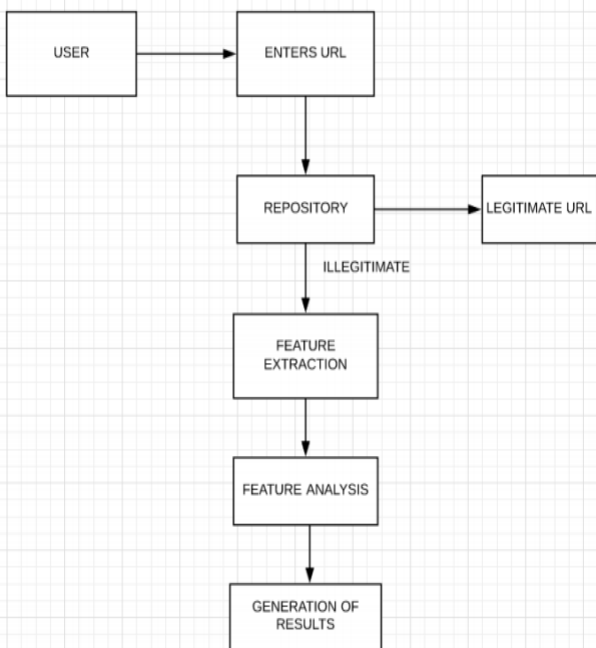 USER
ENTERS URL
REPOSITORY
LEGITIMATE URL
ILLEGITIMATE
FEATURE
EXTRACTION
FEATURE ANALYSIS
GENERATION OF
RESULTS